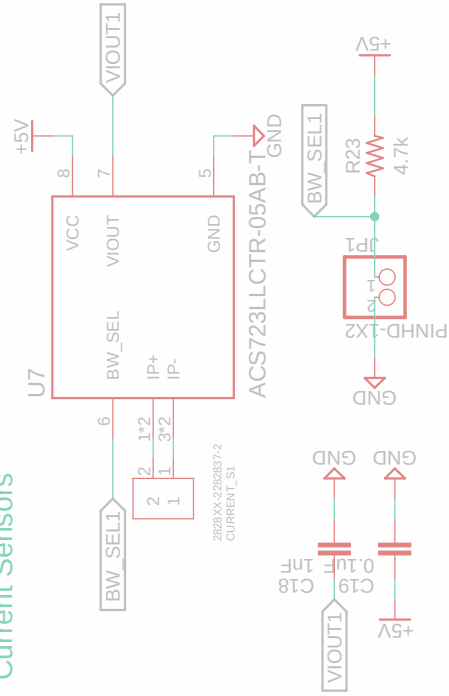 Current Sensors
+5V
VIOUT1
8
7
5
GND
VCC
VIOUT
GND
BW_SEL
IP+
IP-
U7
ACS723LLCTR-05AB-T
6
1*2
3*2
2
1
2
1
BW_SEL1
2828XX-2282837-2
CURRENT_S1
+5V
R23
4.7k
BW_SEL1
JP1
1
2
PINHD-1X2
GND
GND
GND
C18
1nF
C19
0.1uF
VIOUT1
+5V